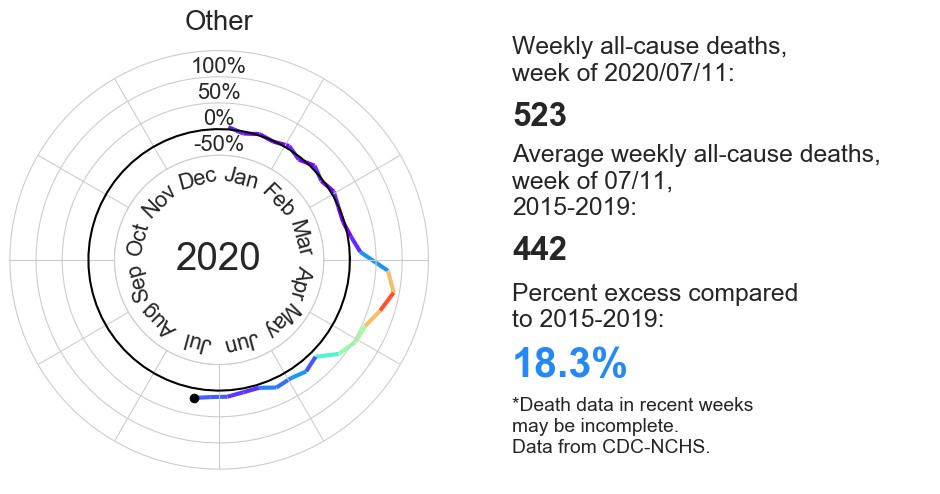 Other
100%
50%
0%
-50%
Jan
Feb
Mar
Apr
May
Jun
Jul
Aug
Sep
Oct
Nov
Dec
2020
Weekly all-cause deaths,
week of 2020/07/11:
523
Average weekly all-cause deaths,
week of 07/11,
2015-2019:
442
Percent excess compared
to 2015-2019:
18.3%
*Death data in recent weeks
may be incomplete.
Data from CDC-NCHS.